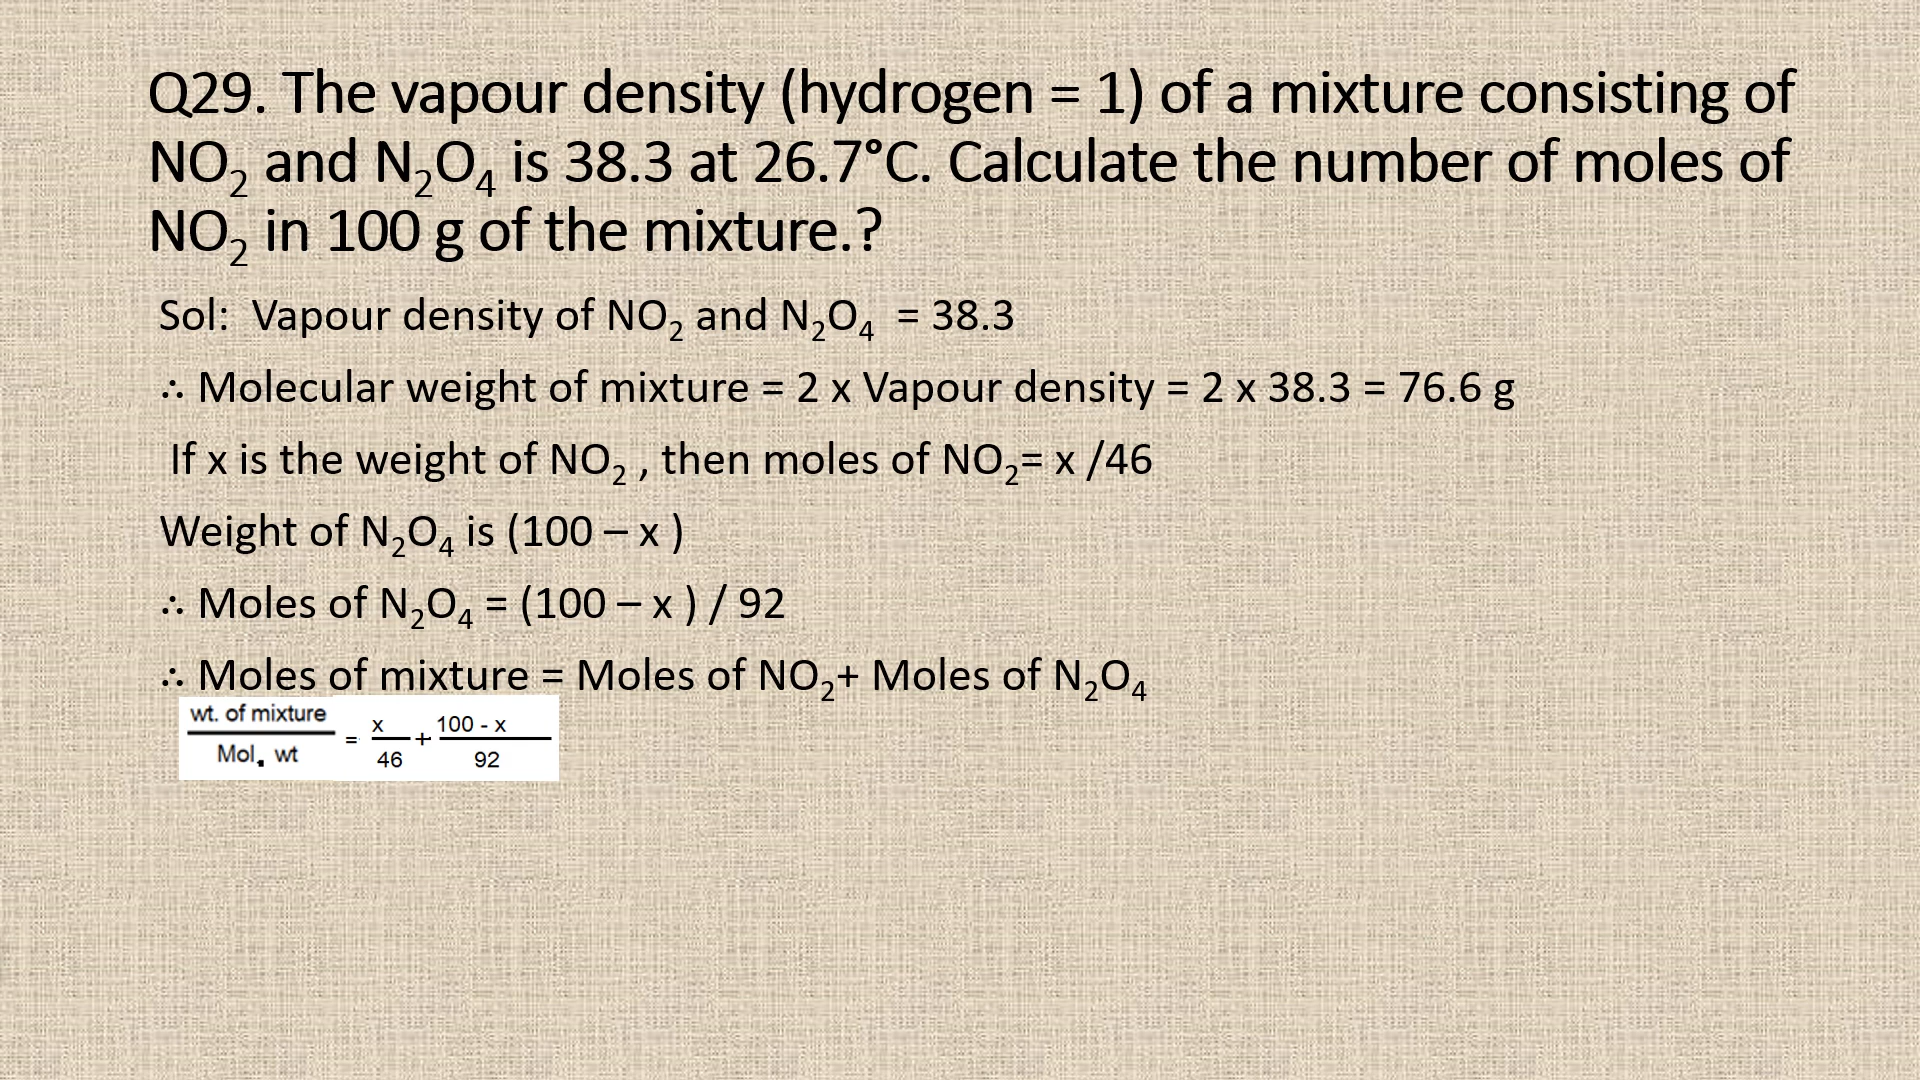 Q29. The vapour density (hydrogen = 1) of a mixture consisting of
NO₂ and N₂O₄ is 38.3 at 26.7°C. Calculate the number of moles of
NO₂ in 100 g of the mixture.?
Sol:  Vapour density of NO₂ and N₂O₄  = 38.3
∴ Molecular weight of mixture = 2 x Vapour density = 2 x 38.3 = 76.6 g
If x is the weight of NO₂ , then moles of NO₂= x /46
Weight of N₂O₄ is (100 – x )
∴ Moles of N₂O₄ = (100 – x ) / 92
∴ Moles of mixture = Moles of NO₂+ Moles of N₂O₄
wt. of mixture / Mol. wt = x / 46 + 100 - x / 92